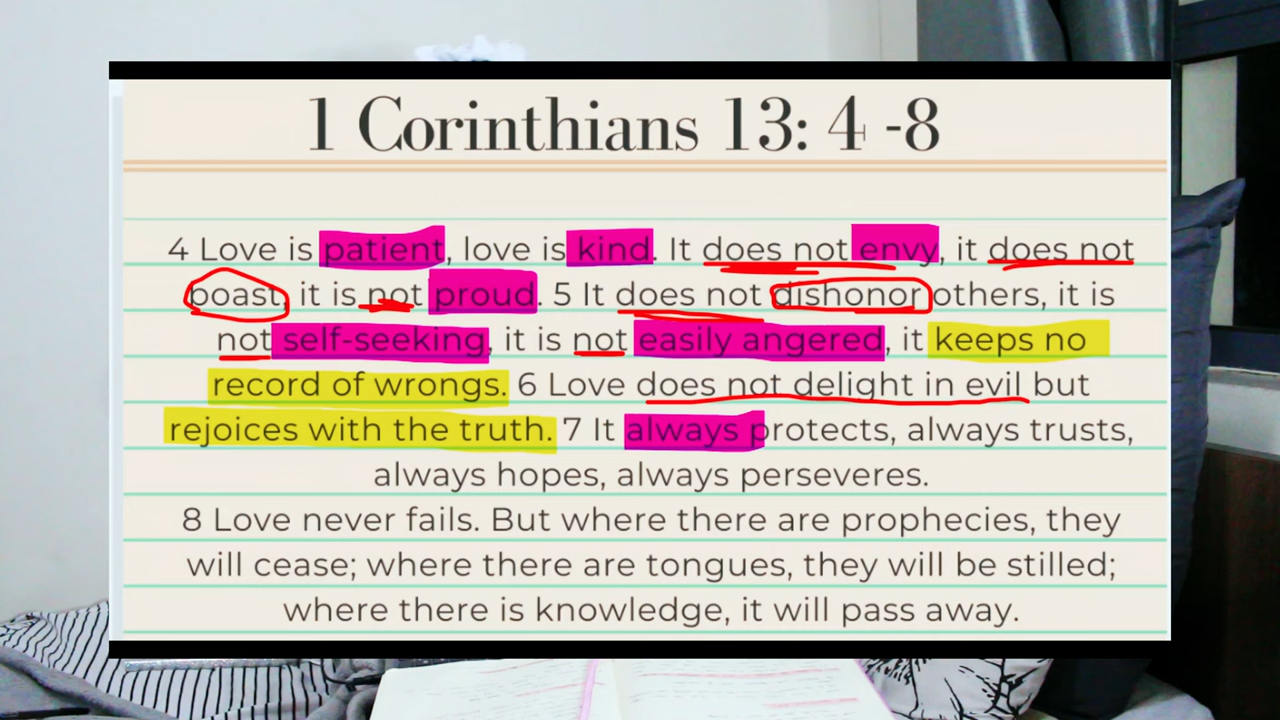 1 Corinthians 13: 4 -8
4 Love is patient, love is kind. It does not envy, it does not
boast, it is not proud. 5 It does not dishonor others, it is
not self-seeking, it is not easily angered, it keeps no
record of wrongs. 6 Love does not delight in evil but
rejoices with the truth. 7 It always protects, always trusts,
always hopes, always perseveres.
8 Love never fails. But where there are prophecies, they
will cease; where there are tongues, they will be stilled;
where there is knowledge, it will pass away.